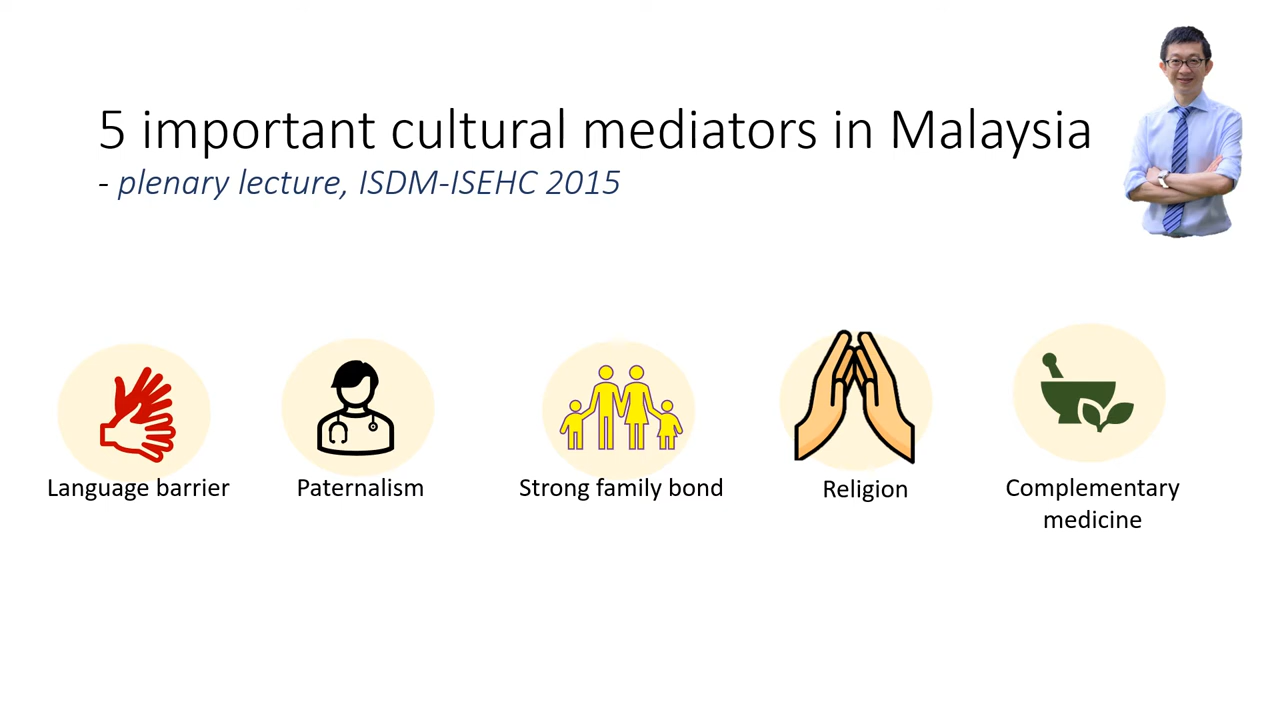 5 important cultural mediators in Malaysia
- plenary lecture, ISDM-ISEHC 2015
Language barrier
Paternalism
Strong family bond
Religion
Complementary
medicine